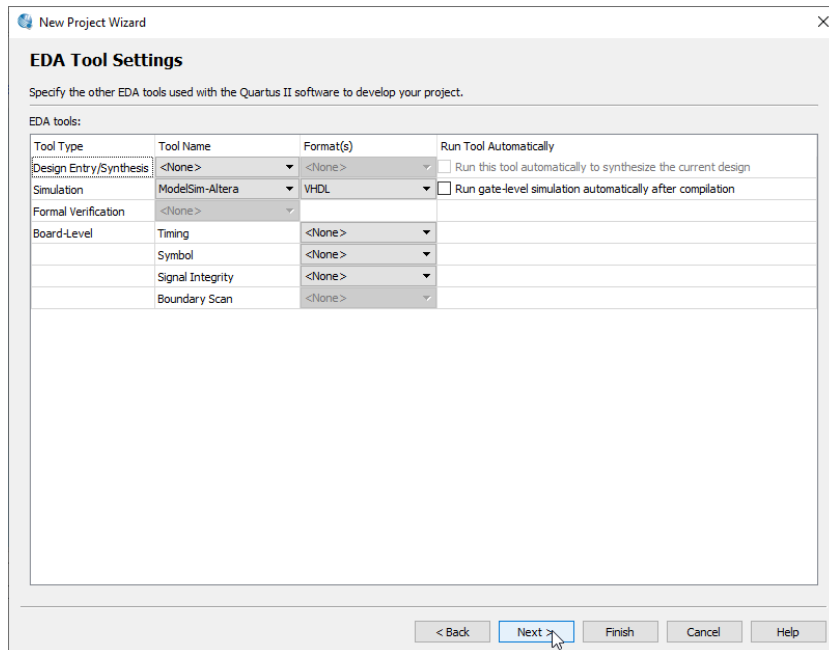 New Project Wizard
EDA Tool Settings
Specify the other EDA tools used with the Quartus II software to develop your project.
EDA tools:
Tool Type Tool Name Format(s) Run Tool Automatically
Design Entry/Synthesis <None> <None> Run this tool automatically to synthesize the current design
Simulation ModelSim-Altera VHDL Run gate-level simulation automatically after compilation
Formal Verification <None>
Board-Level Timing <None>
Symbol <None>
Signal Integrity <None>
Boundary Scan <None>
< Back Next > Finish Cancel Help